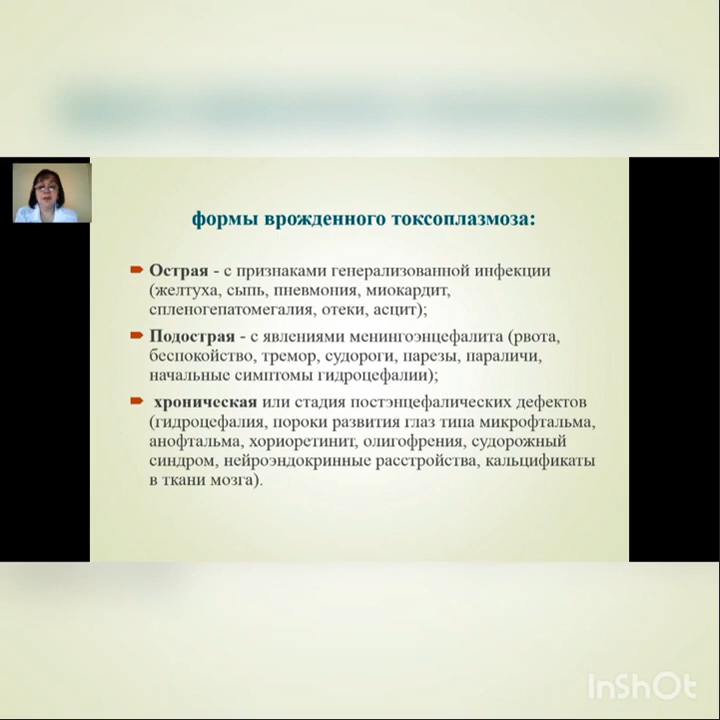 формы врожденного токсоплазмоза:
Острая - с признаками генерализованной инфекции
(желтуха, сыпь, пневмония, миокардит,
спленогепатомегалия, отеки, асцит);
Подострая - с явлениями менингоэнцефалита (рвота,
беспокойство, тремор, судороги, парезы, параличи,
начальные симптомы гидроцефалии);
хроническая или стадия постэнцефалических дефектов
(гидроцефалия, пороки развития глаз типа микрофтальма,
анофтальма, хориоретинит, олигофрения, судорожный
синдром, нейроэндокринные расстройства, кальцификаты
в ткани мозга).
InShOt